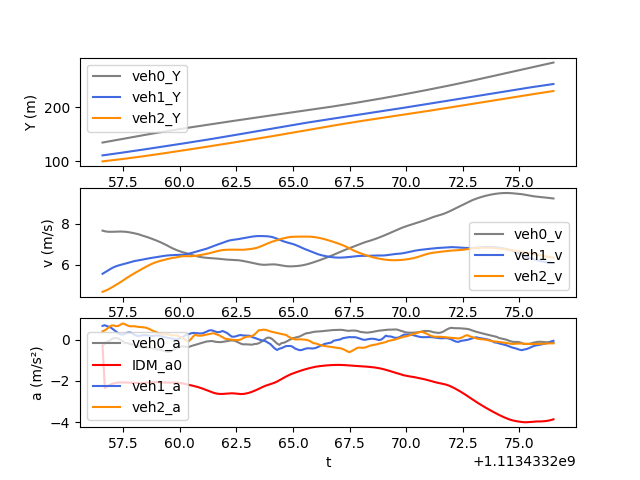 Y (m)
200
100
veh0_Y
veh1_Y
veh2_Y
57.5 60.0 62.5 65.0 67.5 70.0 72.5 75.0
v (m/s)
8
6
veh0_v
veh1_v
veh2_v
57.5 60.0 62.5 65.0 67.5 70.0 72.5 75.0
a (m/s²)
0
−2
−4
veh0_a
IDM_a0
veh1_a
veh2_a
57.5 60.0 62.5 65.0 67.5 70.0 72.5 75.0
t
+1.1134332e9